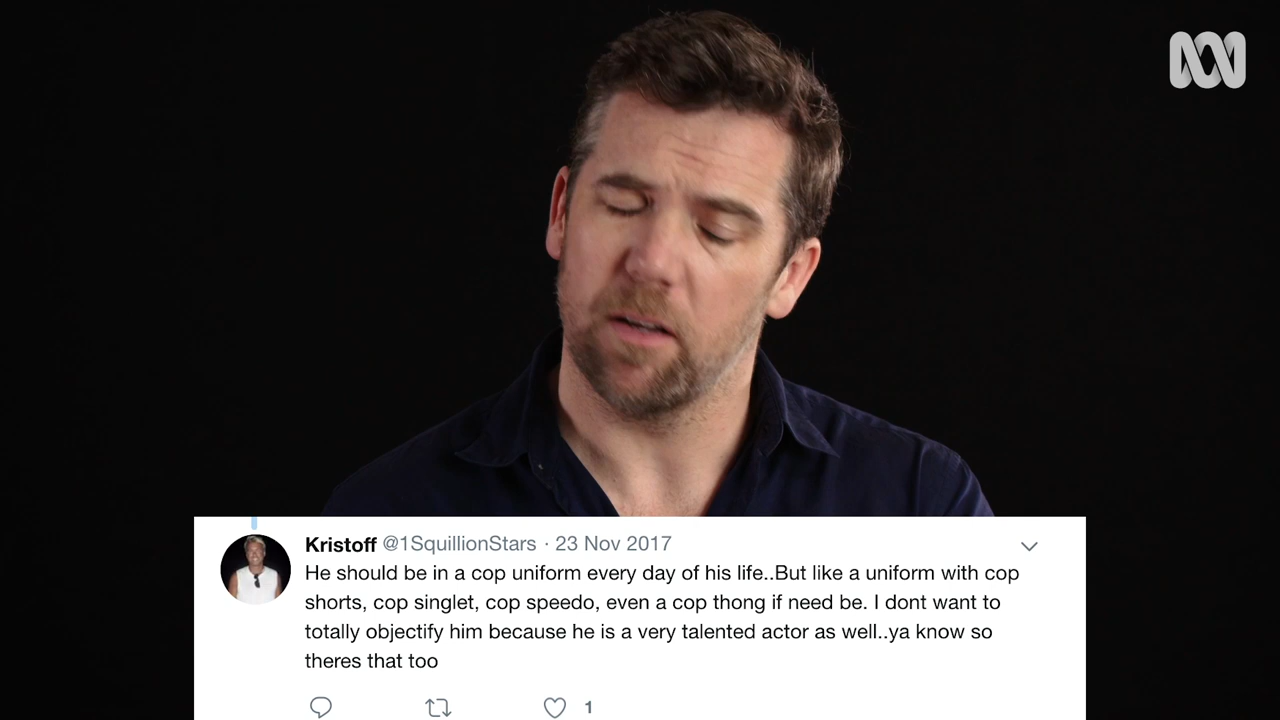 Kristoff @1SquillionStars · 23 Nov 2017
He should be in a cop uniform every day of his life..But like a uniform with cop
shorts, cop singlet, cop speedo, even a cop thong if need be. I dont want to
totally objectify him because he is a very talented actor as well..ya know so
theres that too
1